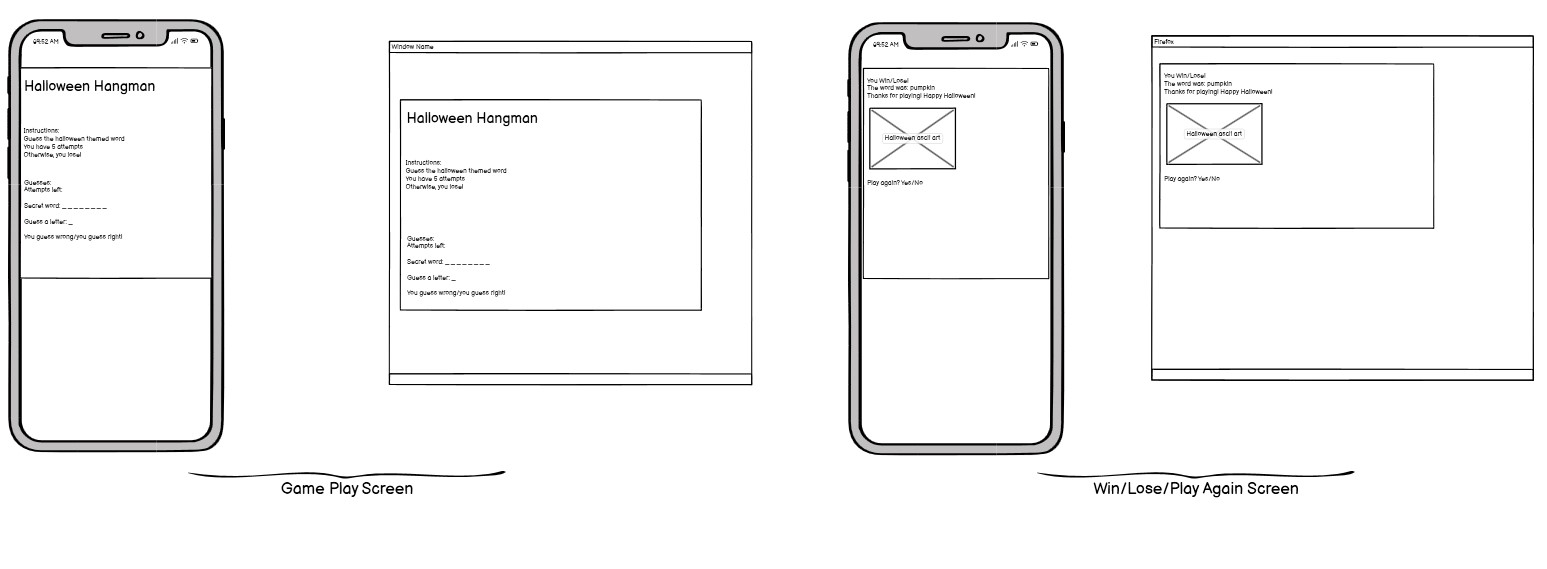 09:52 AM
Halloween Hangman
Instructions:
Guess the halloween themed word
You have 5 attempts
Otherwise, you lose!
Guesses:
Attempts left:
Secret word: _ _ _ _ _ _ _ _
Guess a letter: _
You guess wrong/you guess right!
Window Name
Halloween Hangman
Instructions:
Guess the halloween themed word
You have 5 attempts
Otherwise, you lose!
Guesses:
Attempts left:
Secret word: _ _ _ _ _ _ _ _
Guess a letter: _
You guess wrong/you guess right!
Game Play Screen
09:52 AM
You Win/Lose!
The word was: pumpkin
Thanks for playing! Happy Halloween!
Halloween ascii art
Play again? Yes/No
Firefox
You Win/Lose!
The word was: pumpkin
Thanks for playing! Happy Halloween!
Halloween ascii art
Play again? Yes/No
Win/Lose/Play Again Screen